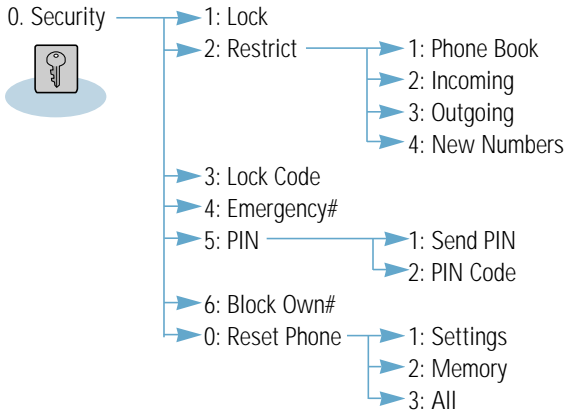 0. Security
1: Lock
2: Restrict
1: Phone Book
2: Incoming
3: Outgoing
4: New Numbers
3: Lock Code
4: Emergency#
5: PIN
1: Send PIN
2: PIN Code
6: Block Own#
0: Reset Phone
1: Settings
2: Memory
3: All